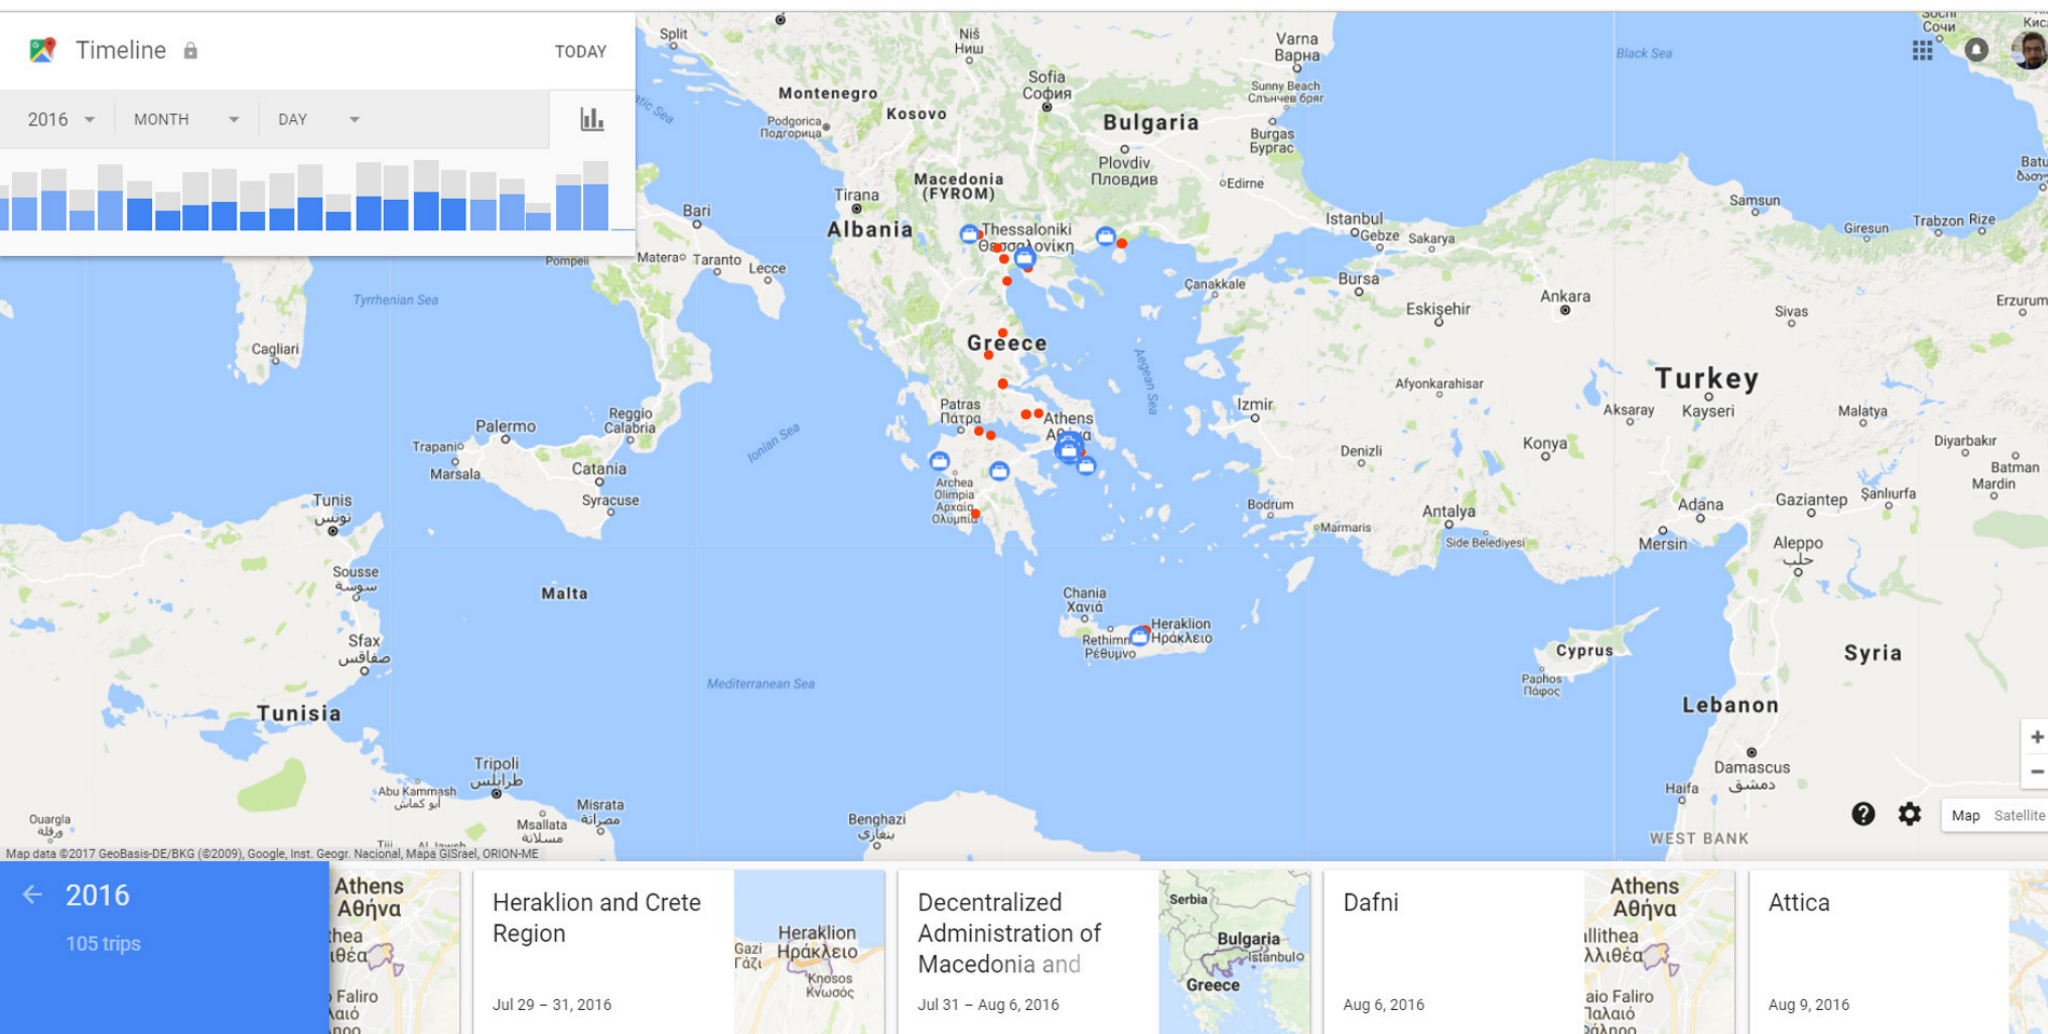 Timeline
TODAY
2016
MONTH
DAY
Split
Niš
Ниш
Varna
Варна
Sochi
Сочи
Black Sea
Sofia
София
Montenegro
Kosovo
Sunny Beach
Слънчев бряг
Podgorica
Подгорица
Bulgaria
Burgas
Бургас
Plovdiv
Пловдив
Macedonia
(FYROM)
Edirne
Tirana
Albania
Bari
Istanbul
Gebze
Sakarya
Samsun
Giresun
Trabzon
Rize
Thessaloniki
Θεσσαλονίκη
Pompeii
Matera
Taranto
Lecce
Tyrrhenian Sea
Çanakkale
Bursa
Eskişehir
Ankara
Sivas
Erzurum
Cagliari
Greece
Aegean Sea
Turkey
Afyonkarahisar
Aksaray
Kayseri
Malatya
Izmir
Patras
Πάτρα
Athens
Αθήνα
Reggio
Calabria
Palermo
Trapani
Marsala
Ionian Sea
Catania
Syracuse
Denizli
Konya
Diyarbakır
Batman
Mardin
Archea
Olimpia
Αρχαία
Ολυμπία
Tunis
تونس
Bodrum
Marmaris
Antalya
Side Belediyesi
Adana
Mersin
Gaziantep
Şanlıurfa
Aleppo
حلب
Sousse
سوسة
Malta
Chania
Χανιά
Heraklion
Ηράκλειο
Ρέθυμνο
Sfax
صفاقس
Cyprus
Paphos
Πάφος
Syria
Mediterranean Sea
Tunisia
Lebanon
Damascus
دمشق
Tripoli
طرابلس
Abu Kammash
أبو كماش
Misrata
مصراتة
Msallata
مسلاتة
Benghazi
بنغازي
Haifa
Ouargla
ورقلة
WEST BANK
Map
Satellite
Map data ©2017 GeoBasis-DE/BKG (©2009), Google, Inst. Geogr. Nacional, Mapa GISrael, ORION-ME
2016
105 trips
Athens
Αθήνα
Heraklion and Crete
Region
Jul 29 – 31, 2016
Heraklion
Ηράκλειο
Gazi
Γάζι
Knosos
Κνωσός
Decentralized
Administration of
Macedonia and
Jul 31 – Aug 6, 2016
Serbia
Bulgaria
Istanbul
Greece
Dafni
Aug 6, 2016
Athens
Αθήνα
Attica
Aug 9, 2016